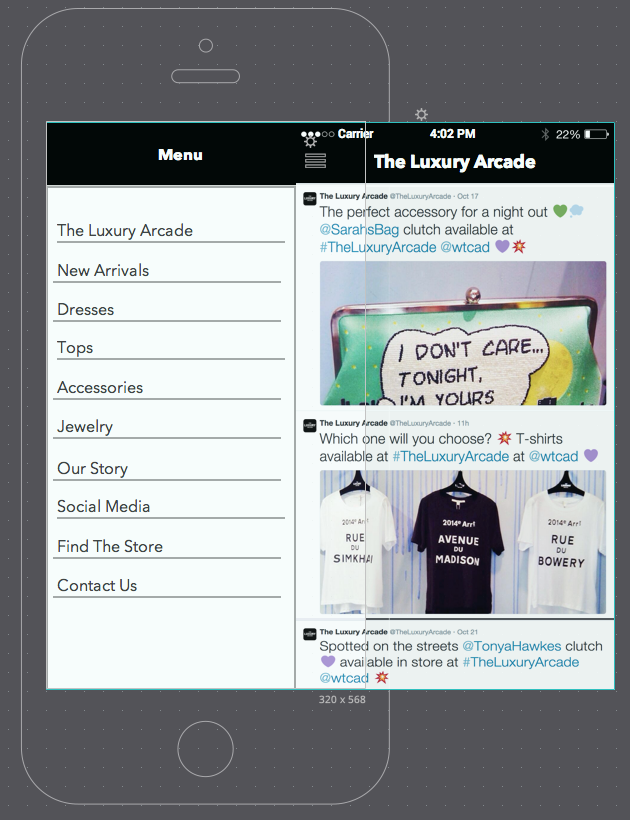 Carrier 4:02 PM 22%
Menu
The Luxury Arcade
The Luxury Arcade
New Arrivals
Dresses
Tops
Accessories
Jewelry
Our Story
Social Media
Find The Store
Contact Us
The Luxury Arcade @TheLuxuryArcade · Oct 17
The perfect accessory for a night out
@SarahsBag clutch available at
#TheLuxuryArcade @wtcad
I DON'T CARE...
TONIGHT,
I'M YOURS
The Luxury Arcade @TheLuxuryArcade · 11h
Which one will you choose? T-shirts
available at #TheLuxuryArcade at @wtcad
2014e Arrt
RUE
DU
SIMKHAI
2014e Arrt
AVENUE
DU
MADISON
2014e Arrt
RUE
DU
BOWERY
The Luxury Arcade @TheLuxuryArcade · Oct 21
Spotted on the streets @TonyaHawkes clutch
available in store at #TheLuxuryArcade
@wtcad
320 x 568